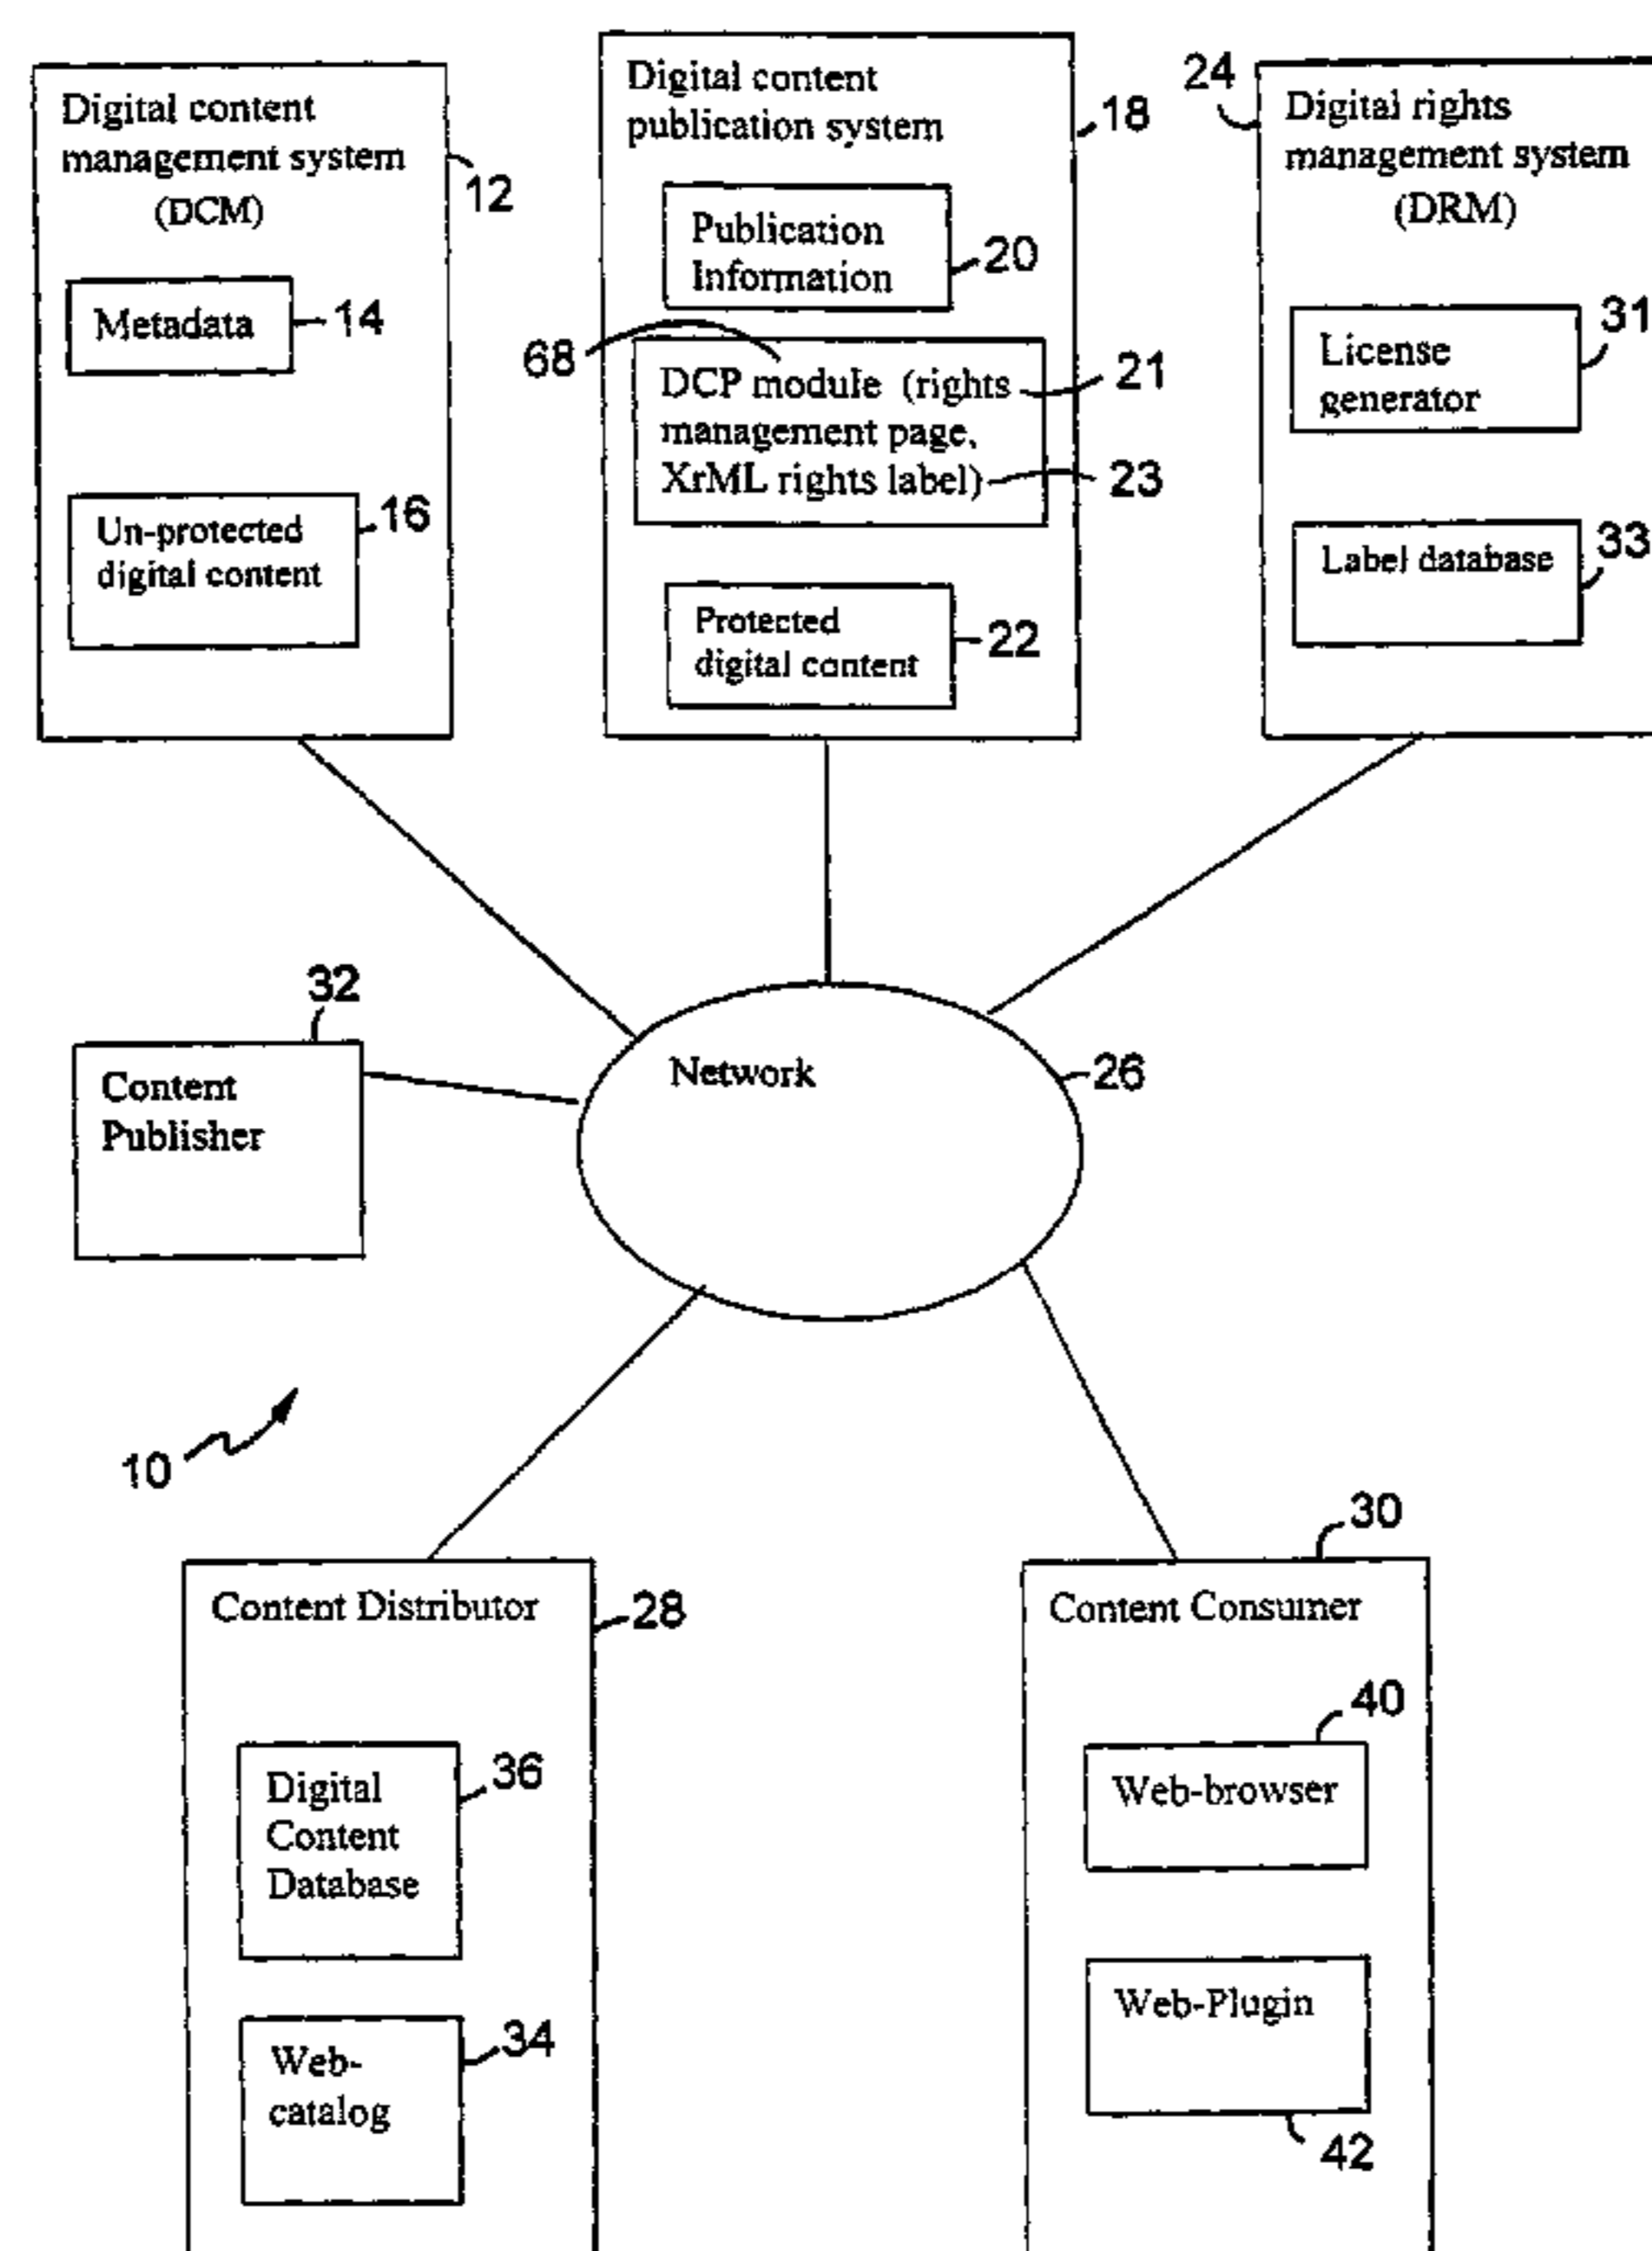 Digital content
management system
(DCM)
12
Metadata
14
Un-protected
digital content
16
Digital content
publication system
18
Publication
Information
20
68
DCP module (rights
management page,
XrML rights label)
21
23
Protected
digital content
22
24
Digital rights
management system
(DRM)
License
generator
31
Label database
33
32
Content
Publisher
Network
26
10
Content Distributor
28
Digital
Content
Database
36
Web-
catalog
34
30
Content Consumer
40
Web-browser
Web-Plugin
42